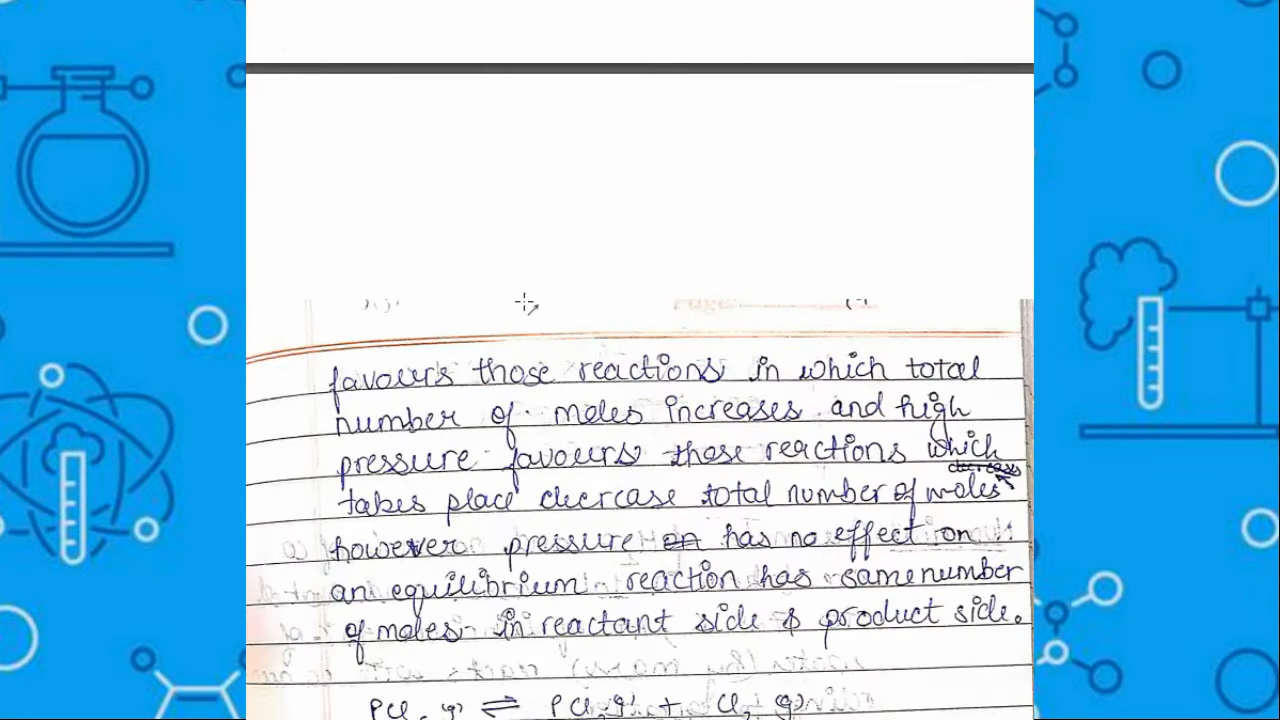 favours those reactions in which total
number of moles increases and high
pressure favours those reactions which
takes place decrease total number of moles
however pressure has no effect on
an equilibrium reaction has same number
of moles in reactant side & product side.
⇌ + Cl₂